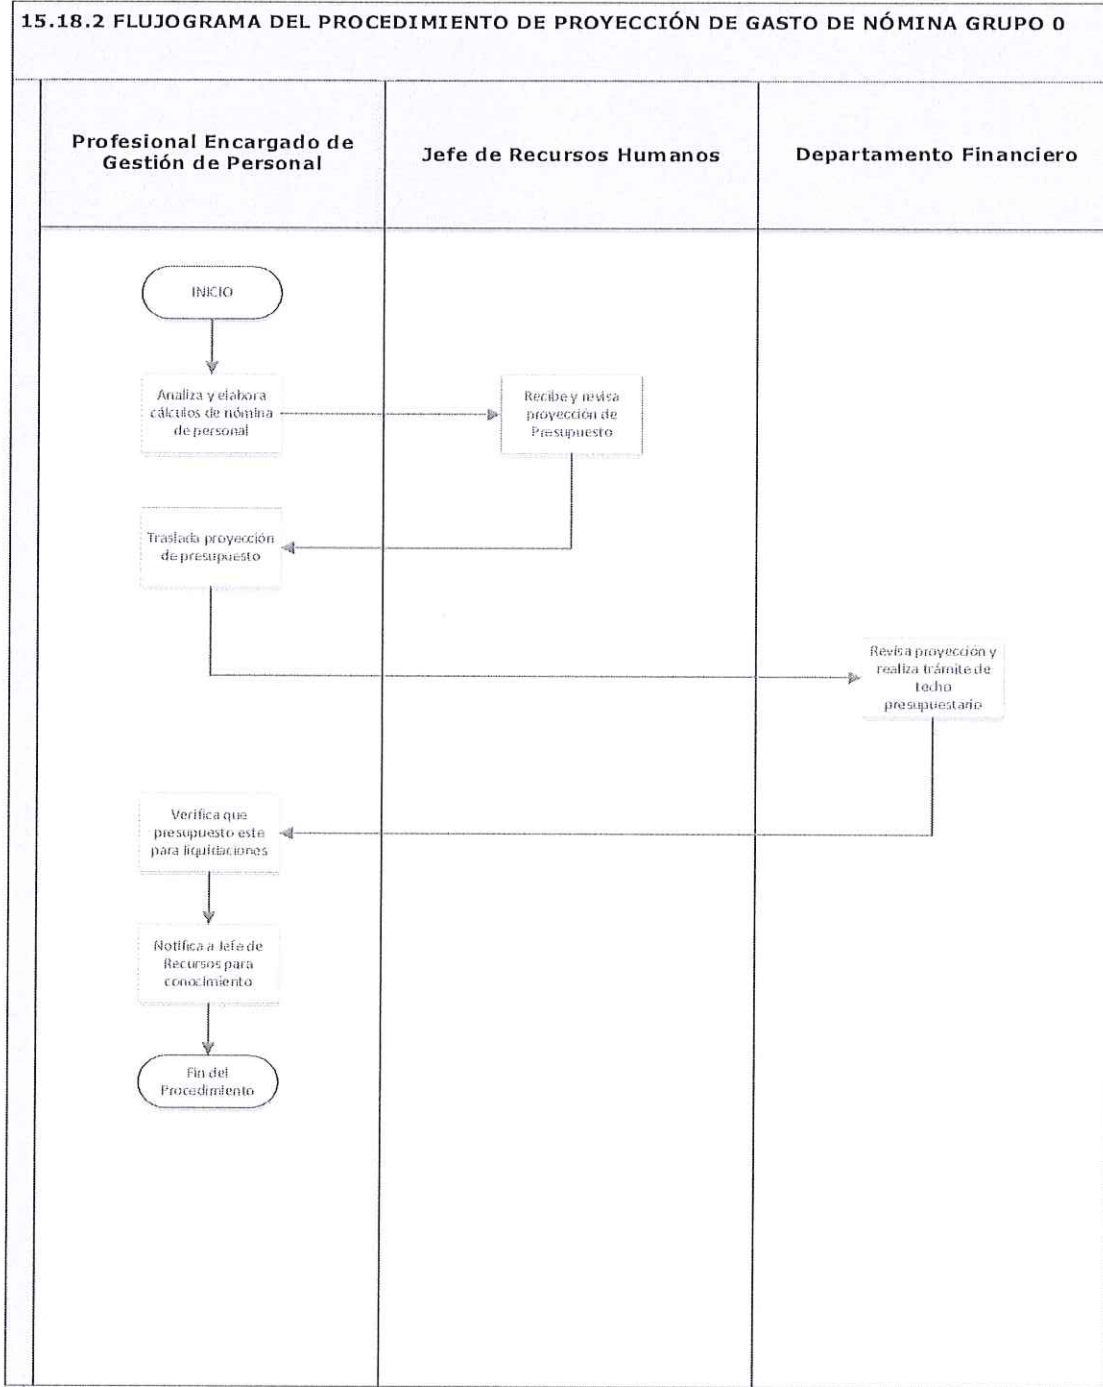 15.18.2 FLUJOGRAMA DEL PROCEDIMIENTO DE PROYECCIÓN DE GASTO DE NÓMINA GRUPO 0
Profesional Encargado de
Gestión de Personal
Jefe de Recursos Humanos
Departamento Financiero
INICIO
Analiza y elabora
cálculos de nómina
de personal
Recibe y revisa
proyección de
Presupuesto
Traslada proyección
de presupuesto
Revisa proyección y
realiza trámite de
techo
presupuestario
Verifica que
presupuesto este
para liquidaciones
Notifica a Jefe de
Recursos para
conocimiento
Fin del
Procedimiento